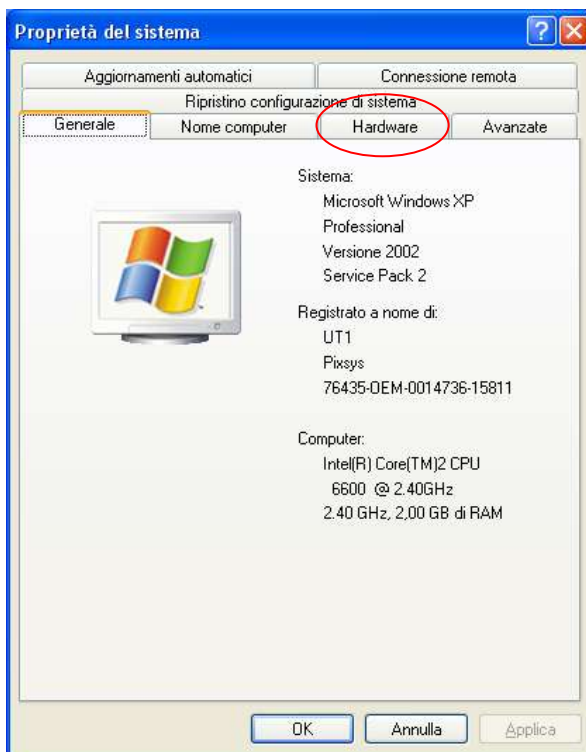 Proprietà del sistema
Aggiornamenti automatici Connessione remota
Ripristino configurazione di sistema
Generale Nome computer Hardware Avanzate
Sistema:
Microsoft Windows XP
Professional
Versione 2002
Service Pack 2
Registrato a nome di:
UT1
Pixsys
76435-OEM-0014736-15811
Computer:
Intel(R) Core(TM)2 CPU
6600 @ 2.40GHz
2.40 GHz, 2,00 GB di RAM
OK Annulla Applica